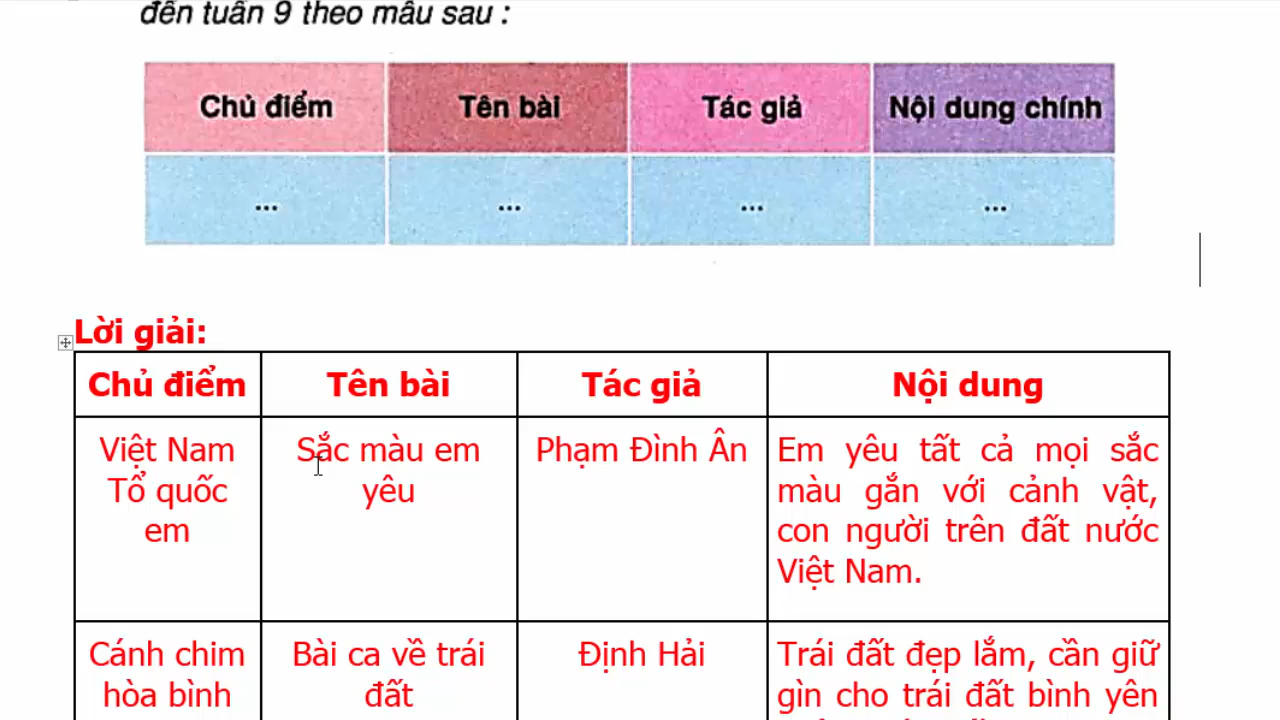 đến tuần 9 theo mẫu sau :
Chủ điểm Tên bài Tác giả Nội dung chính
... ... ... ...
Lời giải:
Chủ điểm Tên bài Tác giả Nội dung
Việt Nam Sắc màu em Phạm Đình Ân Em yêu tất cả mọi sắc
Tổ quốc yêu màu gắn với cảnh vật,
em con người trên đất nước
Việt Nam.
Cánh chim Bài ca về trái Định Hải Trái đất đẹp lắm, cần giữ
hòa bình đất gìn cho trái đất bình yên